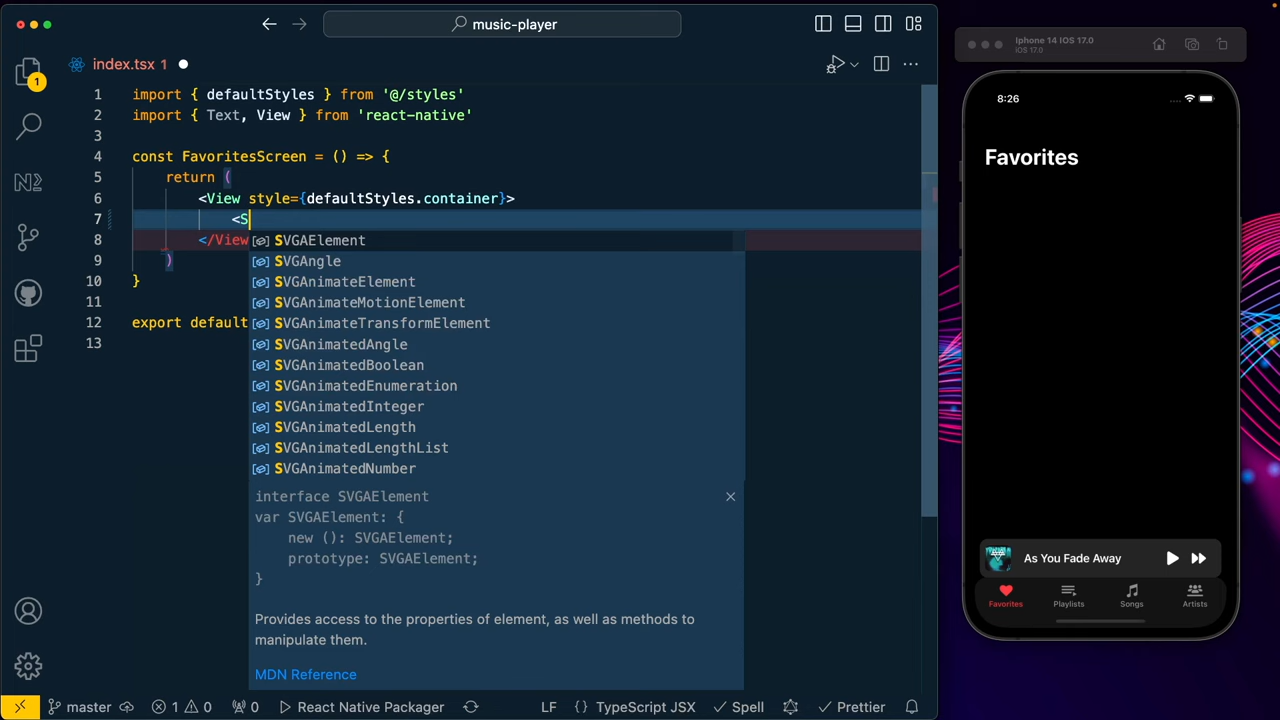 music-player
index.tsx 1
1 import { defaultStyles } from '@/styles'
2 import { Text, View } from 'react-native'
3
4 const FavoritesScreen = () => {
5 return (
6 <View style={defaultStyles.container}>
7 <S
8 </View
9 )
10 }
11
12 export default
13
SVGAElement
SVGAngle
SVGAnimateElement
SVGAnimateMotionElement
SVGAnimateTransformElement
SVGAnimatedAngle
SVGAnimatedBoolean
SVGAnimatedEnumeration
SVGAnimatedInteger
SVGAnimatedLength
SVGAnimatedLengthList
SVGAnimatedNumber
interface SVGAElement
var SVGAElement: {
new (): SVGAElement;
prototype: SVGAElement;
}
Provides access to the properties of element, as well as methods to
manipulate them.
MDN Reference
1
master 1 0 0 React Native Packager LF {} TypeScript JSX Spell Prettier
Iphone 14 IOS 17.0
iOS 17.0
8:26
Favorites
As You Fade Away
Favorites Playlists Songs Artists